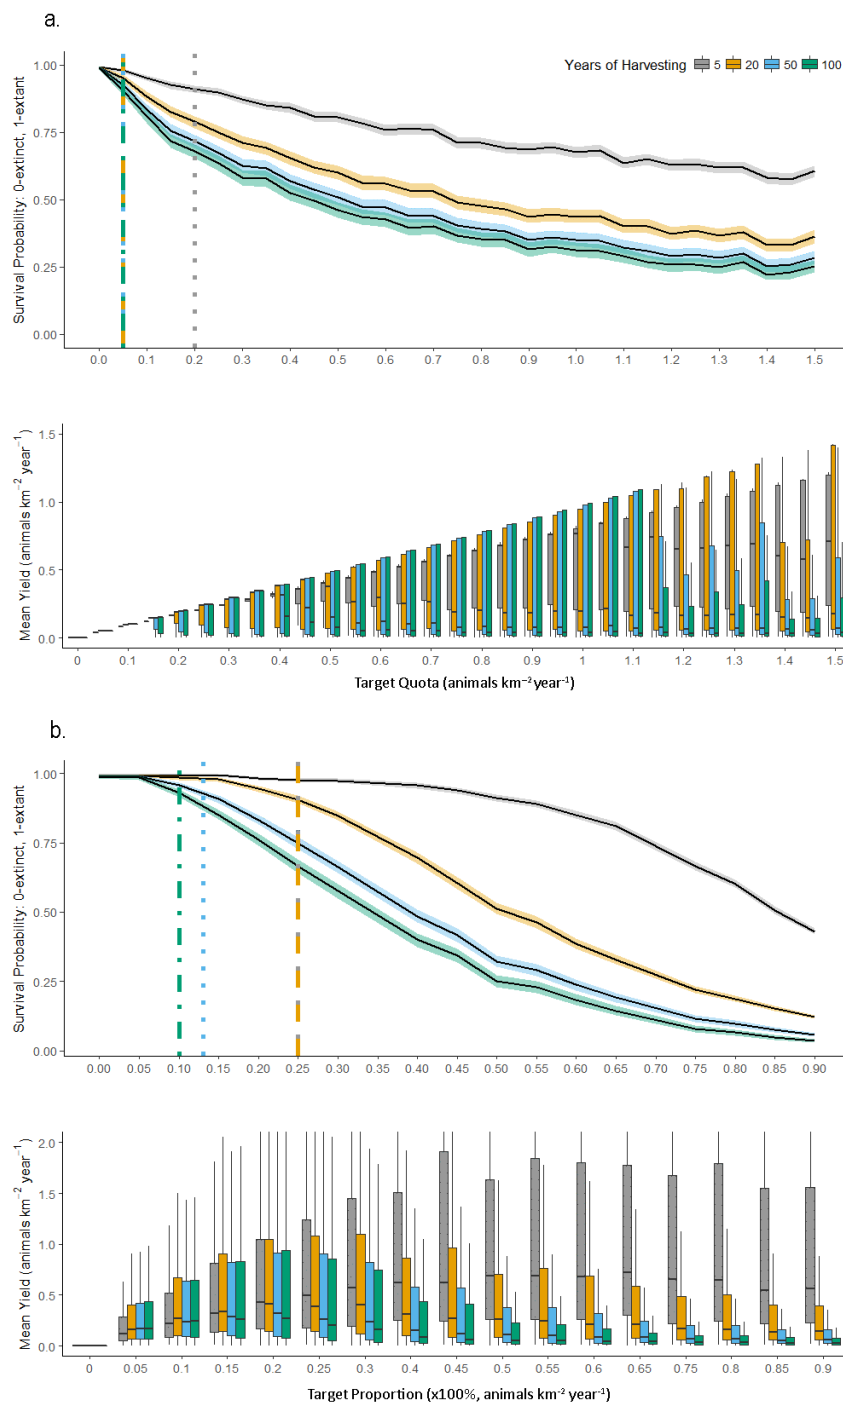 a.
Years of Harvesting 5 20 50 100
Survival Probability: 0-extinct, 1-extant
1.00
0.75
0.50
0.25
0.00
0.0 0.1 0.2 0.3 0.4 0.5 0.6 0.7 0.8 0.9 1.0 1.1 1.2 1.3 1.4 1.5
Mean Yield (animals km⁻² year⁻¹)
1.5
1.0
0.5
0.0
0 0.1 0.2 0.3 0.4 0.5 0.6 0.7 0.8 0.9 1 1.1 1.2 1.3 1.4 1.5
Target Quota (animals km⁻² year⁻¹)
b.
Survival Probability: 0-extinct, 1-extant
1.00
0.75
0.50
0.25
0.00
0.00 0.05 0.10 0.15 0.20 0.25 0.30 0.35 0.40 0.45 0.50 0.55 0.60 0.65 0.70 0.75 0.80 0.85 0.90
Mean Yield (animals km⁻² year⁻¹)
2.0
1.5
1.0
0.5
0.0
0 0.05 0.1 0.15 0.2 0.25 0.3 0.4 0.45 0.5 0.55 0.6 0.65 0.75 0.8 0.85 0.9
Target Proportion (x100%, animals km⁻² year⁻¹)